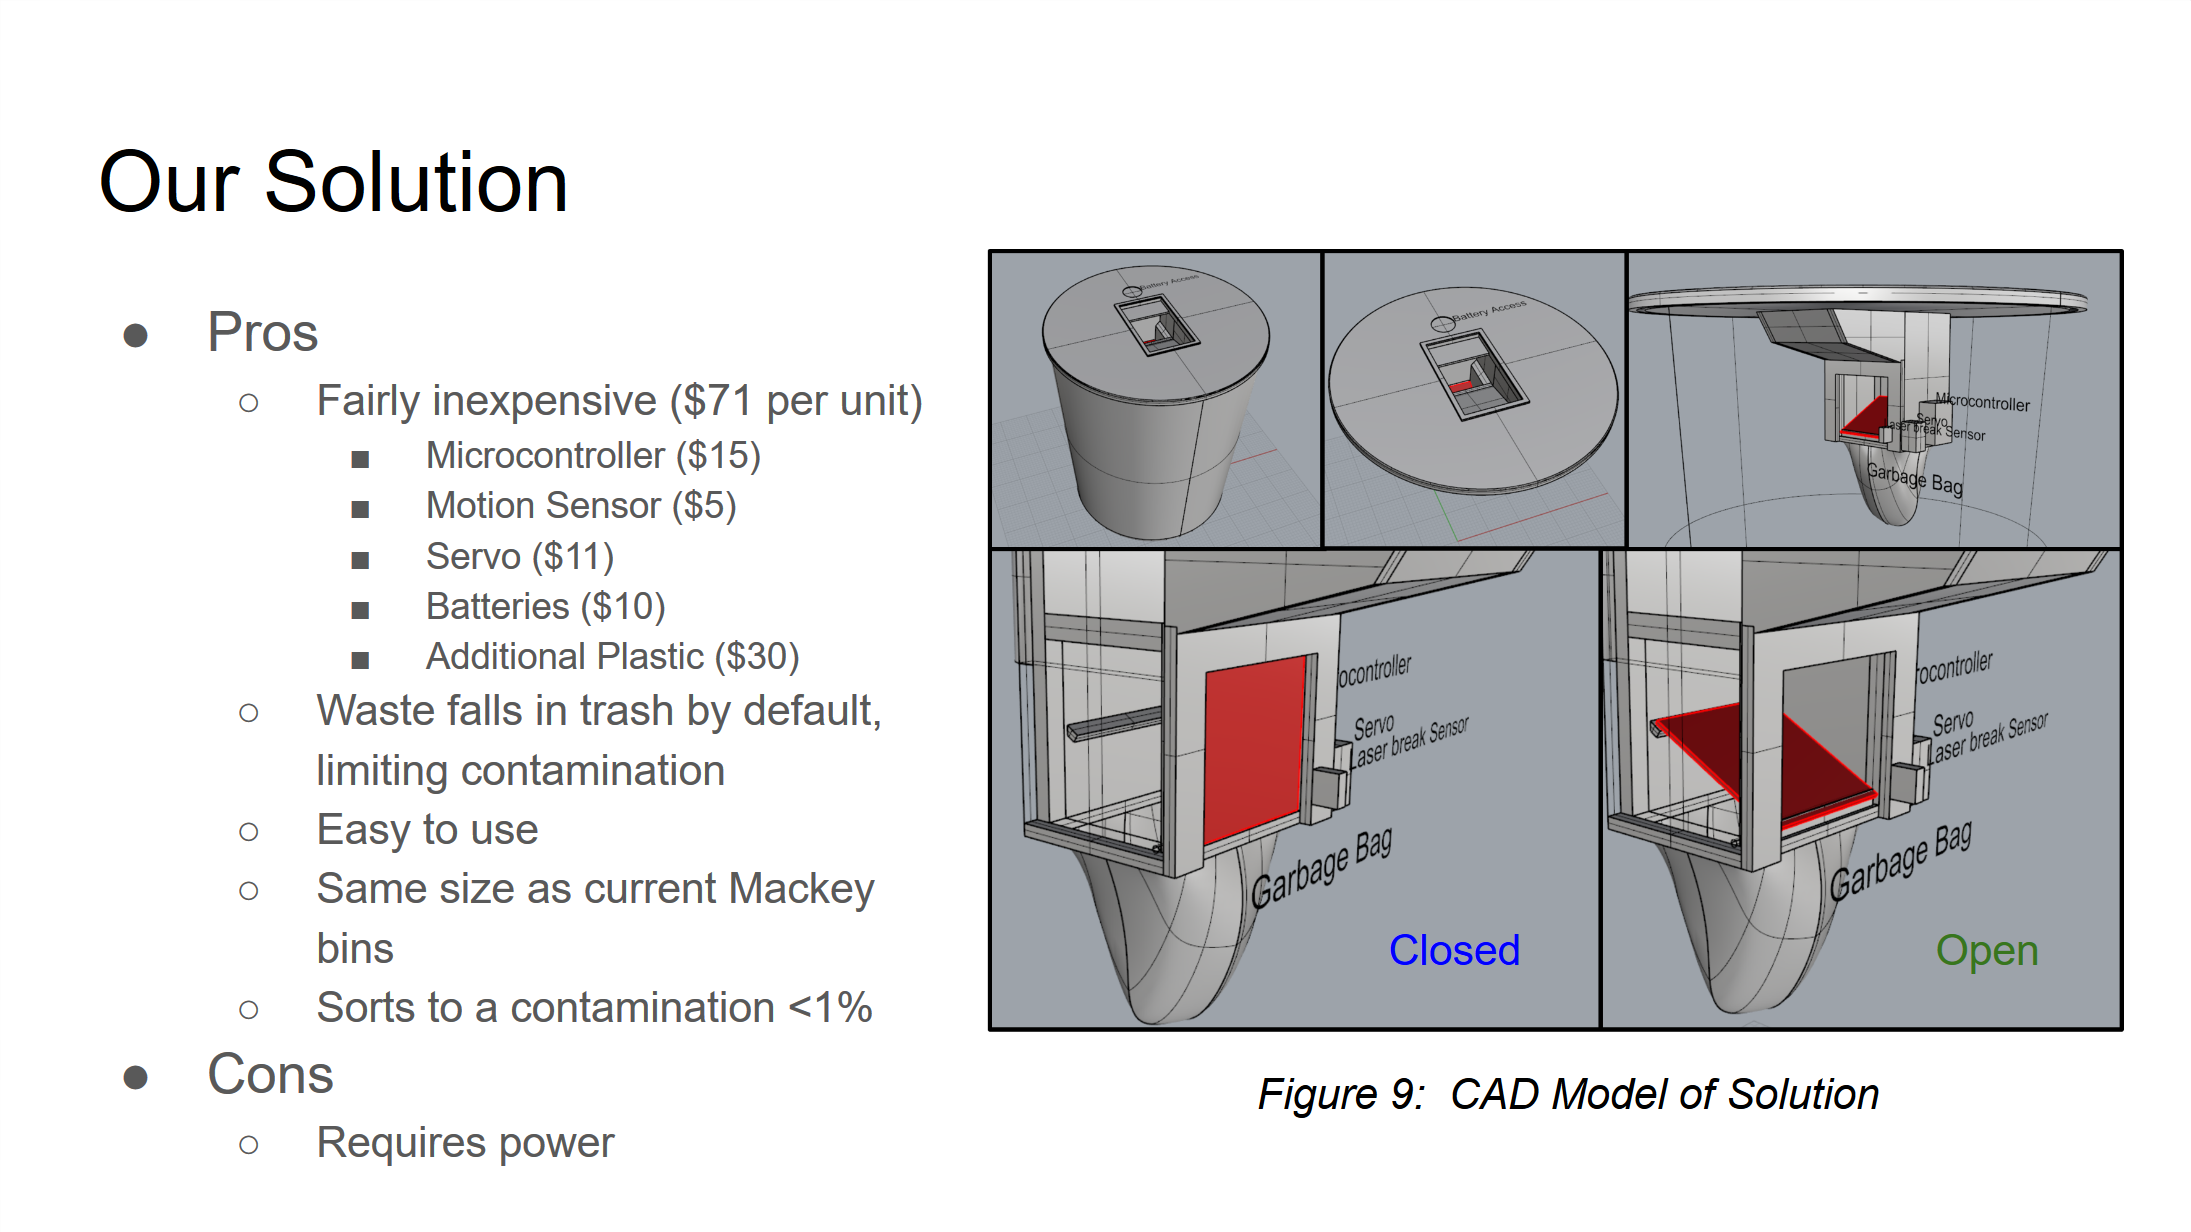 Our Solution
● Pros
○ Fairly inexpensive ($71 per unit)
■ Microcontroller ($15)
■ Motion Sensor ($5)
■ Servo ($11)
■ Batteries ($10)
■ Additional Plastic ($30)
○ Waste falls in trash by default,
limiting contamination
○ Easy to use
○ Same size as current Mackey
bins
○ Sorts to a contamination <1%
● Cons
○ Requires power
Battery Access
Battery Access
Microcontroller
Servo
aser break Sensor
Garbage Bag
ocontroller
Servo
Laser break Sensor
Garbage Bag
Closed
rocontroller
Servo
Laser break Sensor
Garbage Bag
Open
Figure 9: CAD Model of Solution